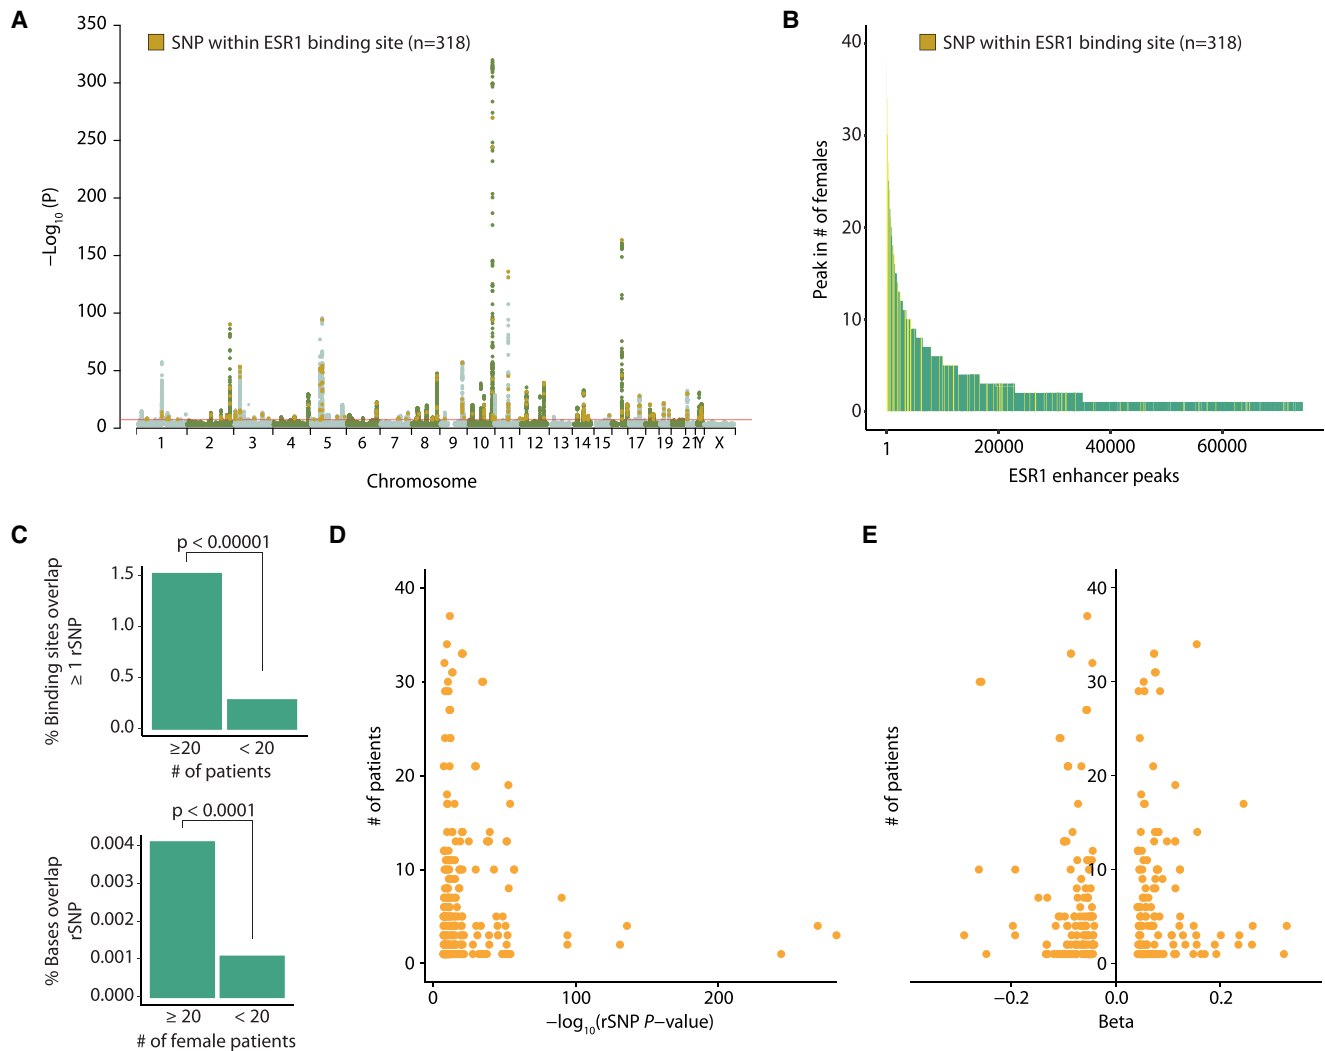 A
350
300
250
200
150
100
50
0
−Log10 (P)
SNP within ESR1 binding site (n=318)
1 2 3 4 5 6 7 8 9 10 11 12 13 14 15 17 19 21 Y X
Chromosome
B
40
30
20
10
0
Peak in # of females
SNP within ESR1 binding site (n=318)
1 20000 40000 60000
ESR1 enhancer peaks
C
p < 0.00001
% Binding sites overlap
≥ 1 rSNP
1.5
1.0
0.5
0.0
≥20 < 20
# of patients
p < 0.0001
% Bases overlap
rSNP
0.004
0.003
0.002
0.001
0.000
≥ 20 < 20
# of female patients
D
40
30
20
10
0
# of patients
0 100 200
−log10(rSNP P−value)
E
40
30
20
10
0
# of patients
−0.2 0.0 0.2
Beta